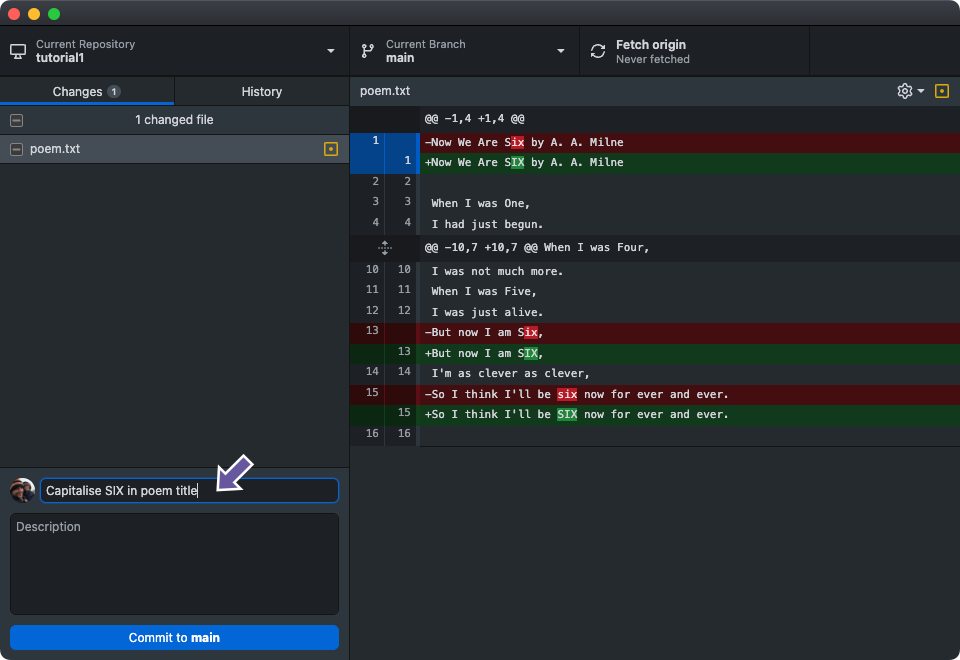 Current Repository
tutorial1
Current Branch
main
Fetch origin
Never fetched
Changes 1
History
poem.txt
1 changed file
poem.txt
@@ -1,4 +1,4 @@
1 -Now We Are Six by A. A. Milne
1 +Now We Are SIX by A. A. Milne
2 2
3 3 When I was One,
4 4 I had just begun.
@@ -10,7 +10,7 @@ When I was Four,
10 10 I was not much more.
11 11 When I was Five,
12 12 I was just alive.
13 -But now I am Six,
13 +But now I am SIX,
14 14 I'm as clever as clever,
15 -So I think I'll be six now for ever and ever.
15 +So I think I'll be SIX now for ever and ever.
16 16
Capitalise SIX in poem title
Description
Commit to main